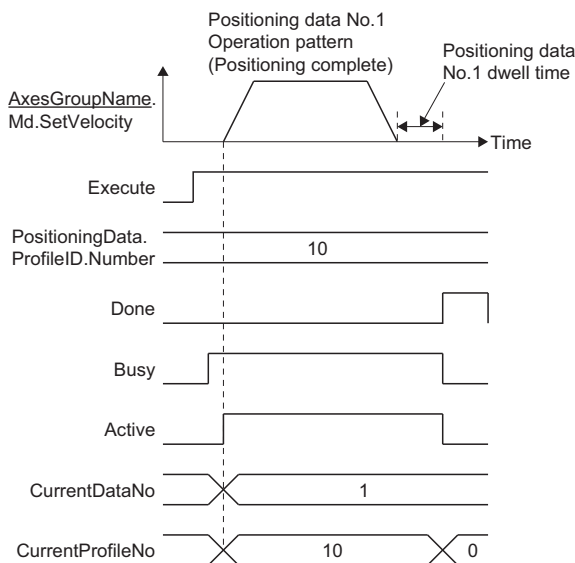 Positioning data No.1
Operation pattern
(Positioning complete)
Positioning data
No.1 dwell time
AxesGroupName.
Md.SetVelocity
Time
Execute
PositioningData.
ProfileID.Number
10
Done
Busy
Active
CurrentDataNo
1
CurrentProfileNo
10
0